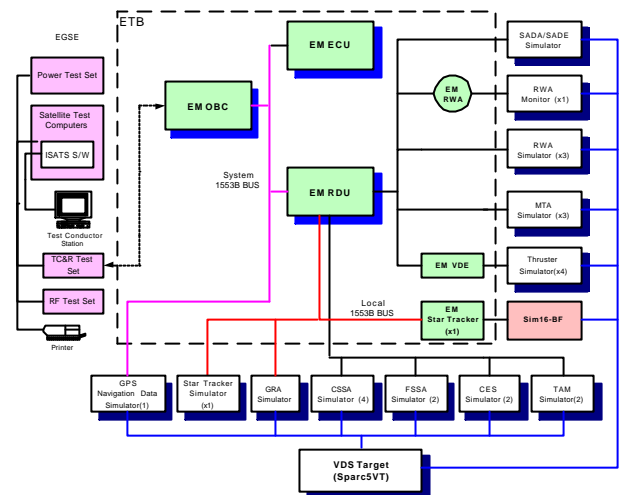 EGSE
ETB
Power Test Set
Satellite Test
Computers
ISATS S/W
Test Conductor
Station
TC&R Test
Set
RF Test Set
Printer
EM OBC
EM ECU
System
1553B BUS
EM RDU
EM
RWA
EM VDE
Local
1553B BUS
EM
Star Tracker
(x1)
SADA/SADE
Simulator
RWA
Monitor (x1)
RWA
Simulator (x3)
MTA
Simulator (x3)
Thruster
Simulator(x4)
Sim16-BF
GPS
Navigation Data
Simulator(1)
Star Tracker
Simulator
(x1)
GRA
Simulator
CSSA
Simulator (4)
FSSA
Simulator (2)
CES
Simulator (2)
TAM
Simulator(2)
VDS Target
(Sparc5VT)